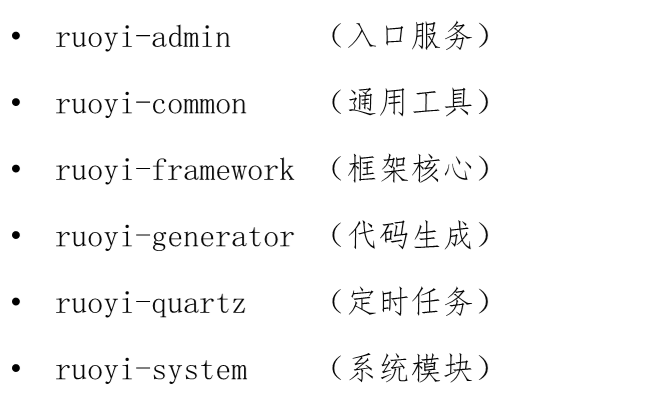 • ruoyi-admin （入口服务）
• ruoyi-common （通用工具）
• ruoyi-framework （框架核心）
• ruoyi-generator （代码生成）
• ruoyi-quartz （定时任务）
• ruoyi-system （系统模块）